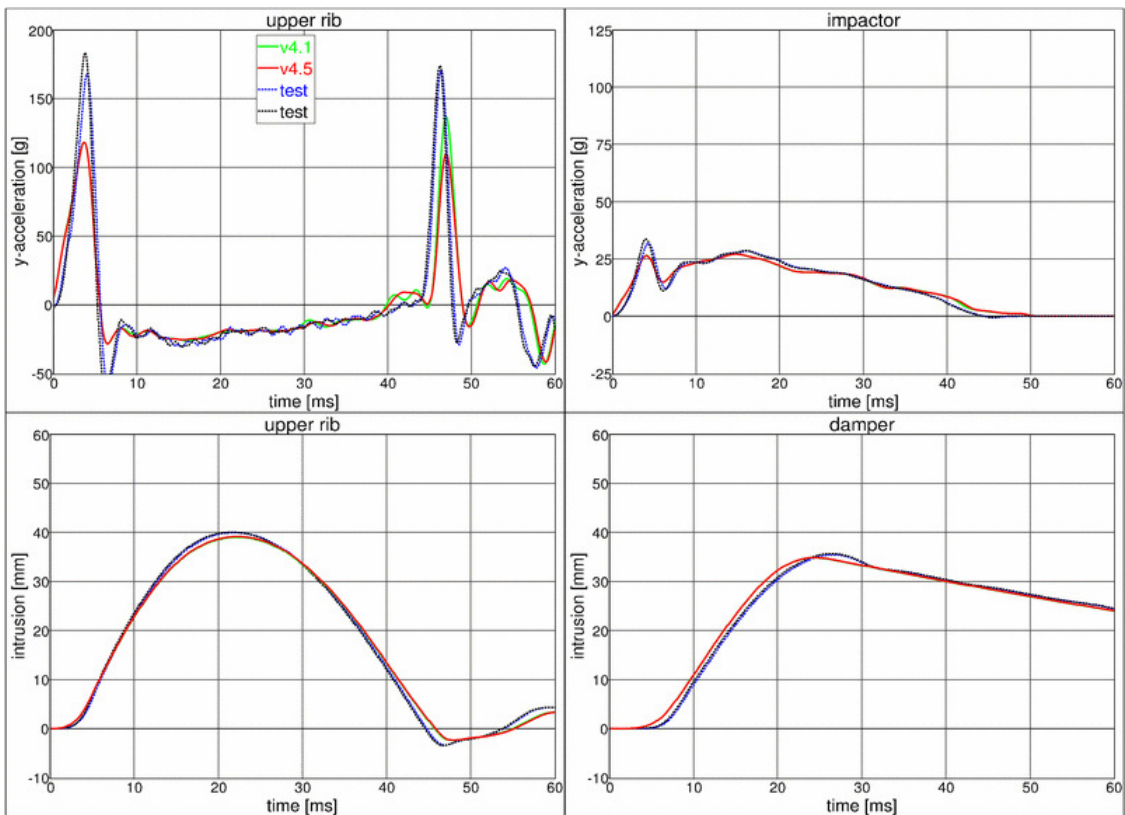 upper rib
200
150
100
50
0
-50
y-acceleration [g]
v4.1
v4.5
test
test
0 10 20 30 40 50 60
time [ms]
impactor
125
100
75
50
25
0
-25
y-acceleration [g]
0 10 20 30 40 50 60
time [ms]
upper rib
60
50
40
30
20
10
0
-10
intrusion [mm]
0 10 20 30 40 50 60
time [ms]
damper
60
50
40
30
20
10
0
-10
intrusion [mm]
0 10 20 30 40 50 60
time [ms]